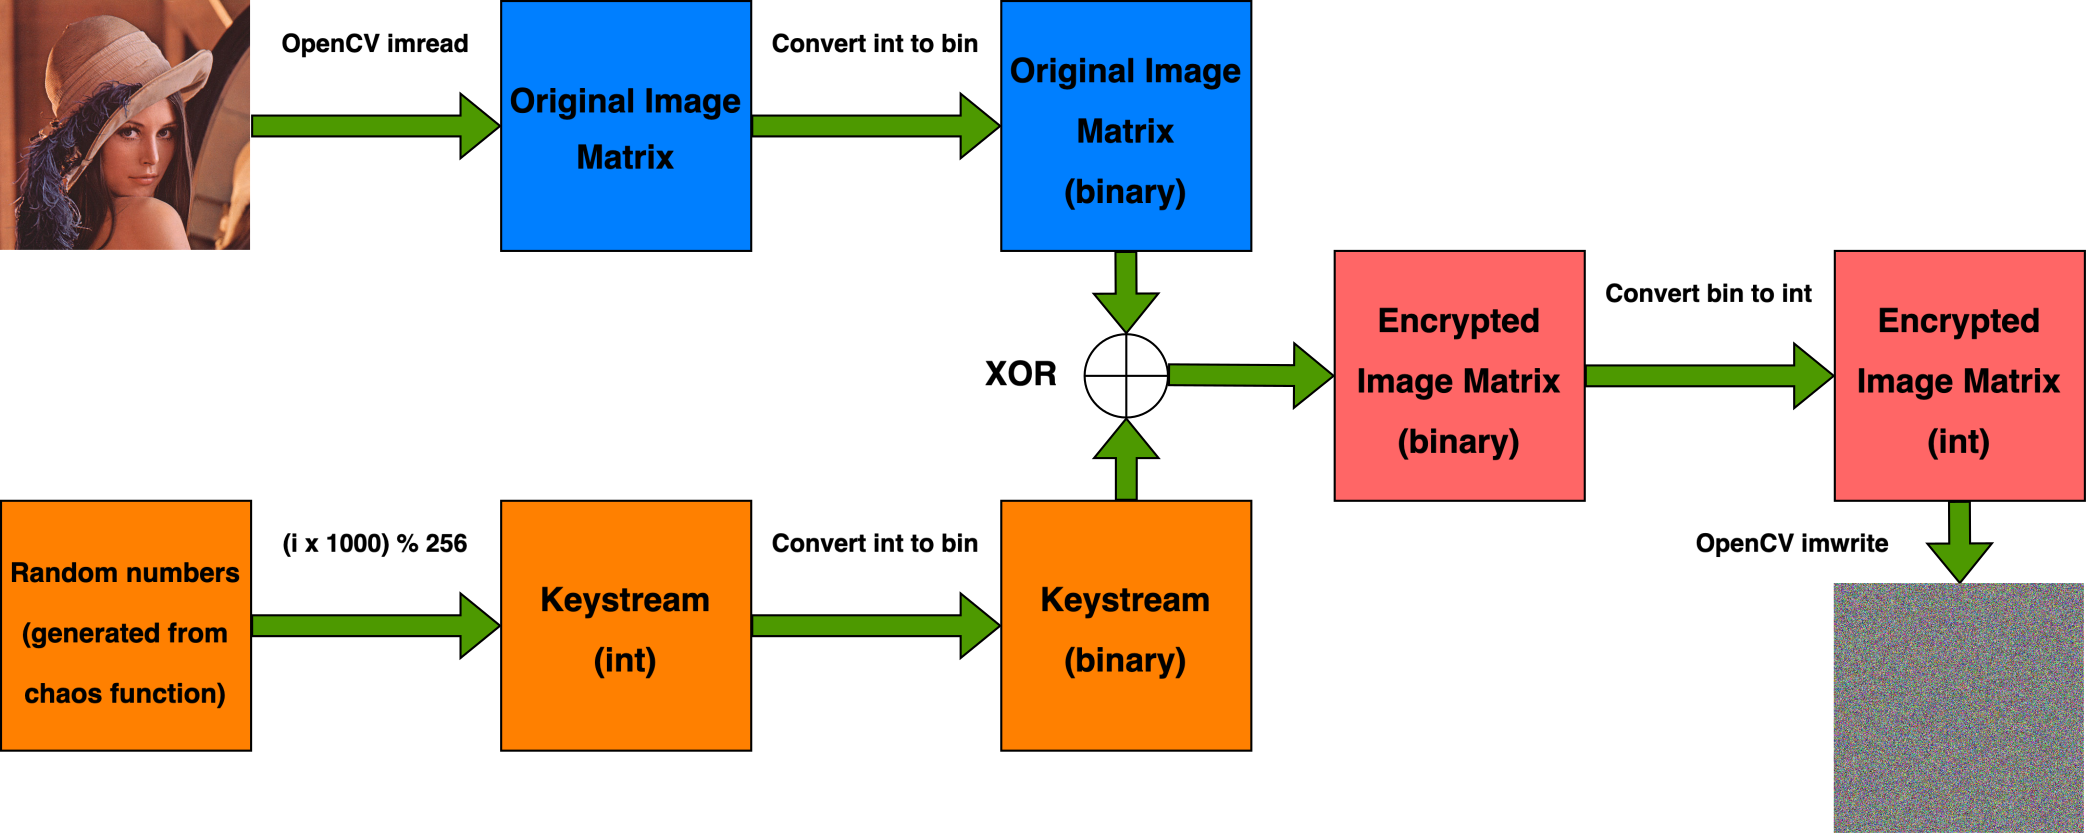 OpenCV imread
Original Image
Matrix
Convert int to bin
Original Image
Matrix
(binary)
XOR
Encrypted
Image Matrix
(binary)
Convert bin to int
Encrypted
Image Matrix
(int)
Random numbers
(generated from
chaos function)
(i x 1000) % 256
Keystream
(int)
Convert int to bin
Keystream
(binary)
OpenCV imwrite